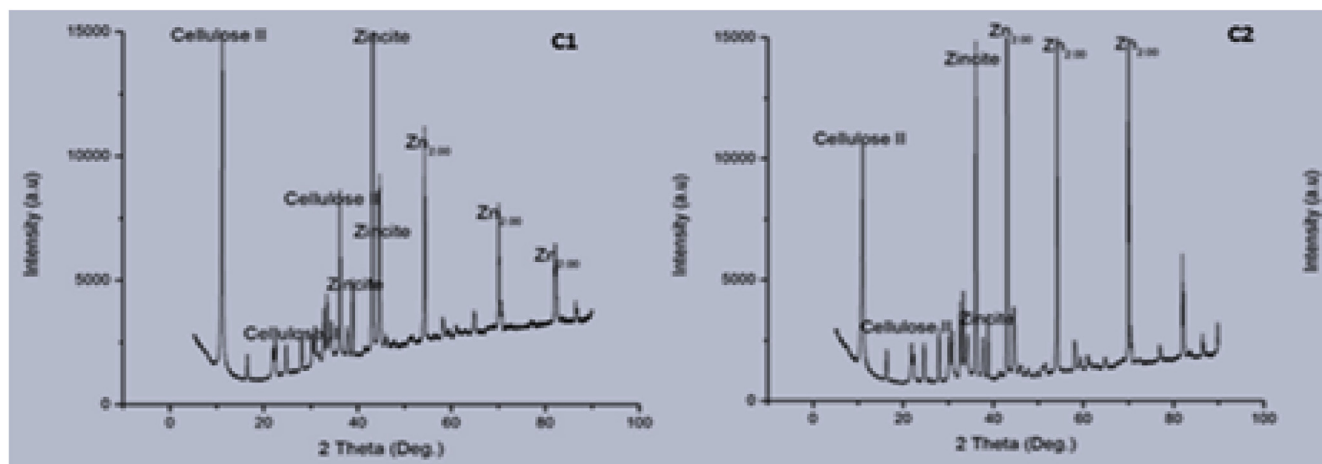 C1
15000
10000
5000
0
Intensity (a.u)
Cellulose II
Zincite
Zn2.00
Cellulose II
Zincite
Zn2.00
Zincite
Zn2.00
0 20 40 60 80 100
2 Theta (Deg.)
C2
15000
10000
5000
0
Intensity (a.u)
Zn2.00
Zincite
Zn2.00
Zn2.00
Cellulose II
Cellulose II
Zincite
0 20 40 60 80 100
2 Theta (Deg.)
Intensity (a.u)